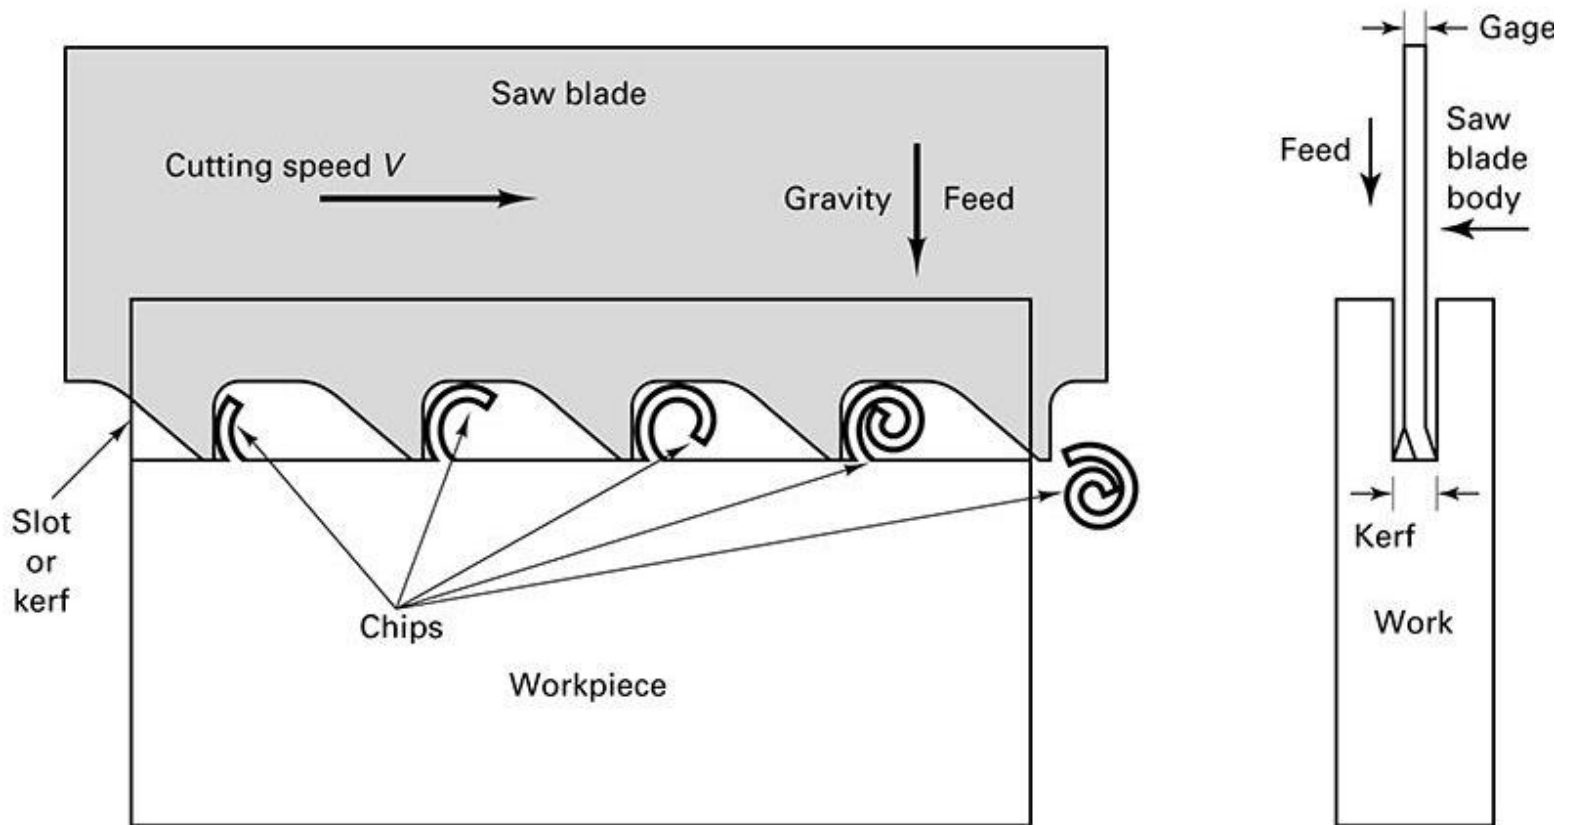 Saw blade
Cutting speed V
Gravity Feed
Slot
or
kerf
Chips
Workpiece
Gage
Feed
Saw
blade
body
Kerf
Work